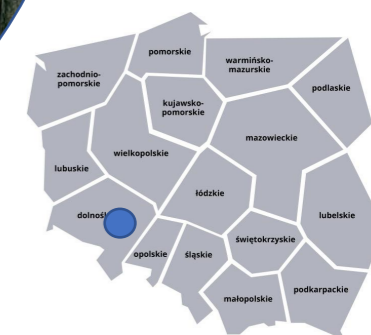 pomorskie
warmińsko-
mazurskie
zachodnio-
pomorskie
podlaskie
kujawsko-
pomorskie
mazowieckie
wielkopolskie
lubuskie
łódzkie
dolnoś
lubelskie
świętokrzyskie
opolskie
śląskie
małopolskie
podkarpackie